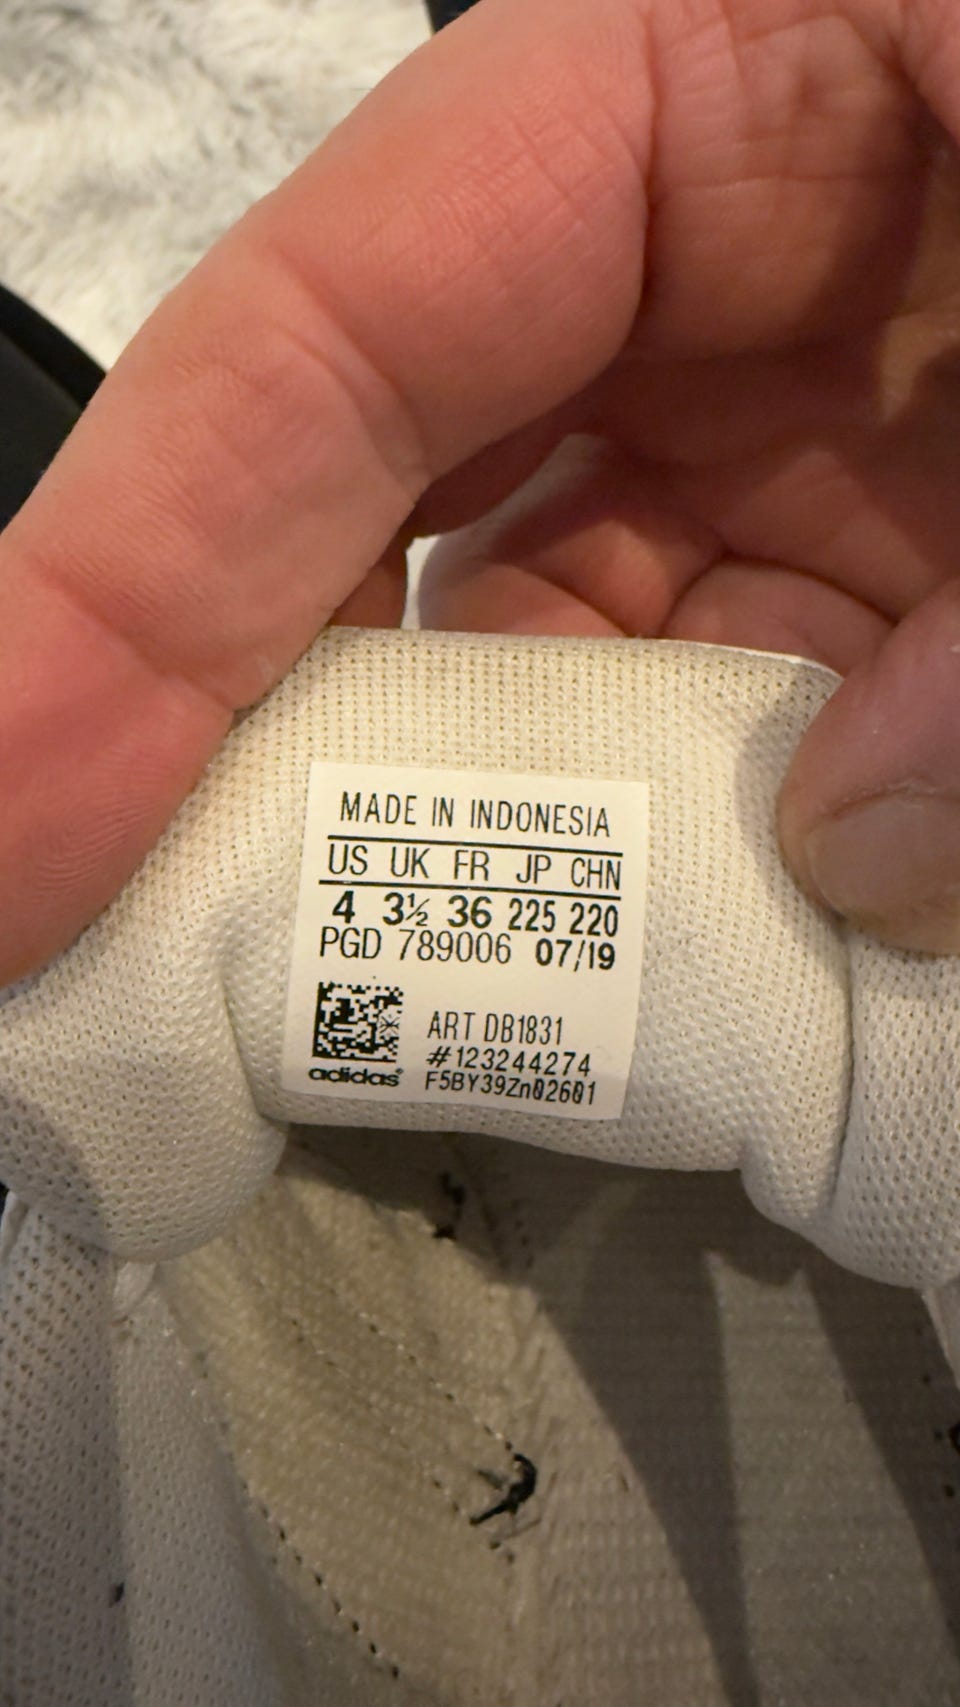 MADE IN INDONESIA
US UK FR JP CHN
4 3½ 36 225 220
PGD 789006 07/19
ART DB1831
#123244274
adidas® F5BY39Zn02601